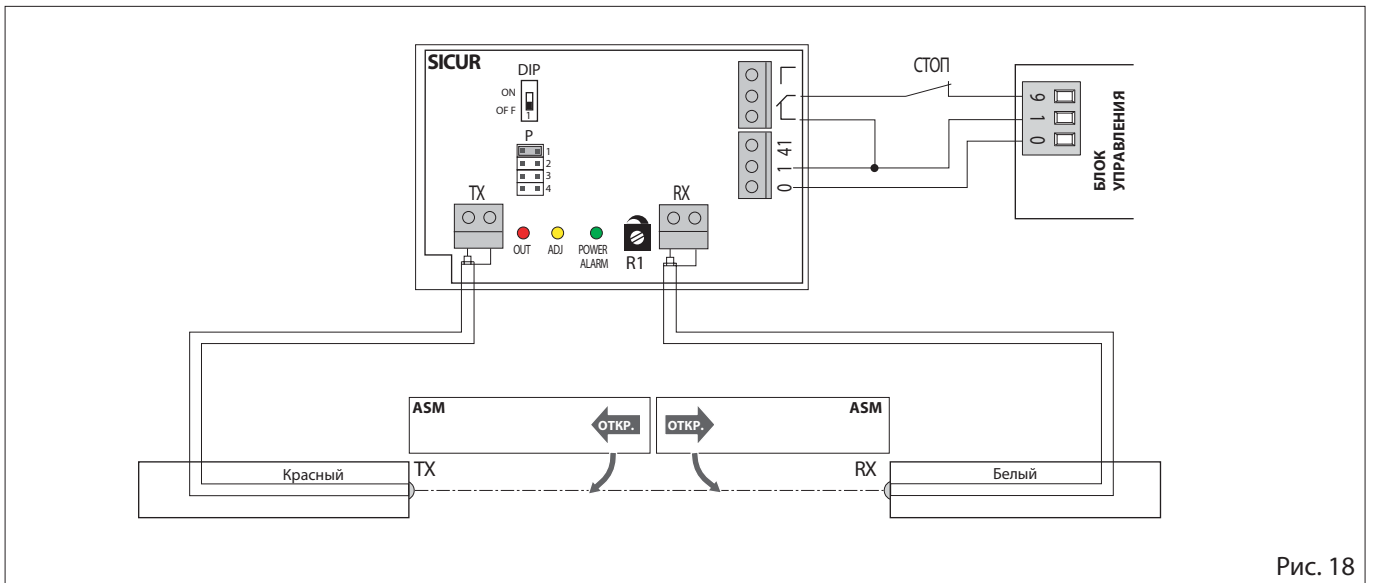 SICUR
DIP
ON
OFF
1
P
1
2
3
4
TX
RX
OUT
ADJ
POWER
ALARM
R1
41
1
0
СТОП
9
1
0
БЛОК
УПРАВЛЕНИЯ
ASM
ОТКР.
ОТКР.
ASM
Красный
TX
RX
Белый
Рис. 18